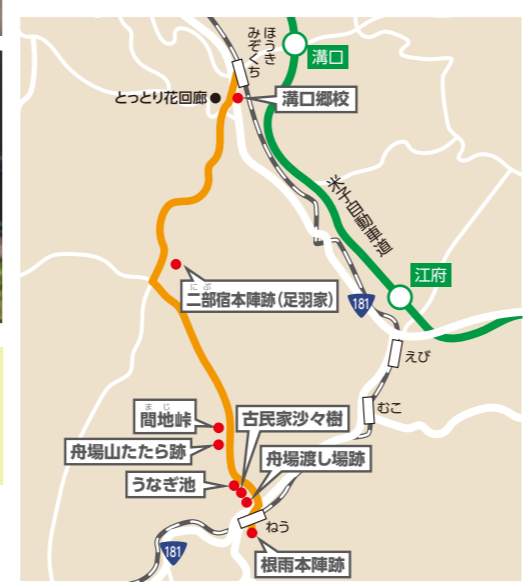 ほうき
みぞくち
溝口
とっとり花回廊
溝口郷校
米子自動車道
にぶ
二部宿本陣跡(足羽家)
江府
181
えび
むこ
まじ
間地峠
古民家沙々樹
舟場山たたら跡
舟場渡し場跡
うなぎ池
ねう
181
根雨本陣跡